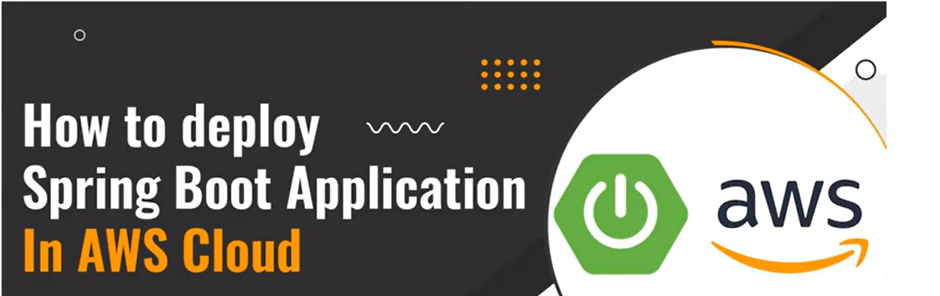 How to deploy
Spring Boot Application
In AWS Cloud
aws